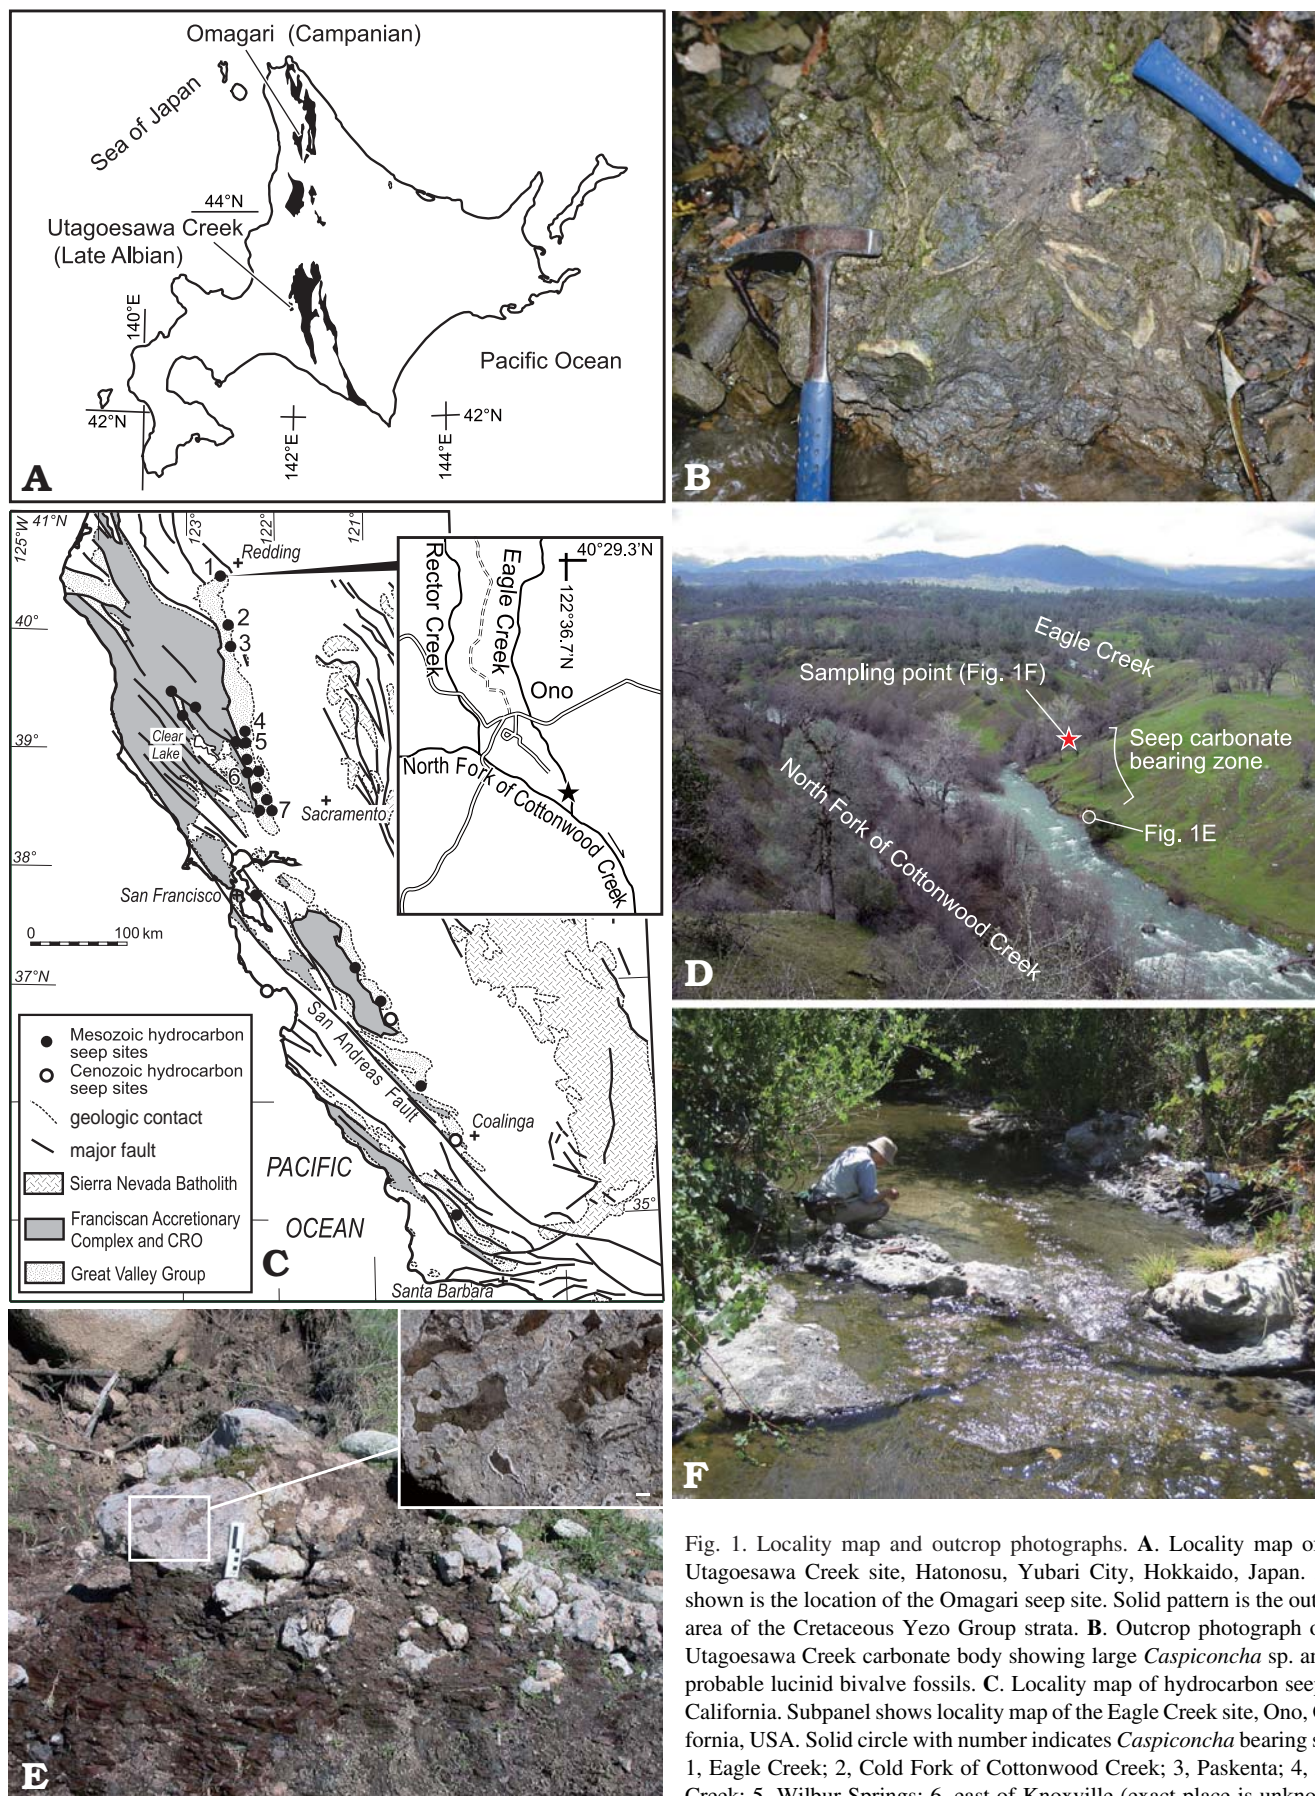 Omagari (Campanian)
Sea of Japan
44°N
Utagoesawa Creek
(Late Albian)
140°E
Pacific Ocean
42°N
142°E
144°E
42°N
A
B
125°W
41°N
123°
122°
121°
Redding
1
40°
2
3
4
Clear
Lake
5
39°
6
7
Sacramento
38°
San Francisco
0 100 km
37°N
San Andreas Fault
Coalinga
PACIFIC
OCEAN
35°
Santa Barbara
C
Mesozoic hydrocarbon
seep sites
Cenozoic hydrocarbon
seep sites
geologic contact
major fault
Sierra Nevada Batholith
Franciscan Accretionary
Complex and CRO
Great Valley Group
40°29.3'N
122°36.7'N
Rector Creek
Eagle Creek
Ono
North Fork of Cottonwood Creek
Eagle Creek
Sampling point (Fig. 1F)
Seep carbonate
bearing zone
Fig. 1E
North Fork of Cottonwood Creek
D
E
F
Fig. 1. Locality map and outcrop photographs. A. Locality map of
Utagoesawa Creek site, Hatonosu, Yubari City, Hokkaido, Japan.
shown is the location of the Omagari seep site. Solid pattern is the
area of the Cretaceous Yezo Group strata. B. Outcrop photograph
Utagoesawa Creek carbonate body showing large Caspiconcha sp.
probable lucinid bivalve fossils. C. Locality map of hydrocarbon
California. Subpanel shows locality map of the Eagle Creek site, Ono,
fornia, USA. Solid circle with number indicates Caspiconcha bearing
1, Eagle Creek; 2, Cold Fork of Cottonwood Creek; 3, Paskenta; 4,
Creek; 5, Wilbur Springs; 6, east of Knoxville (exact place is